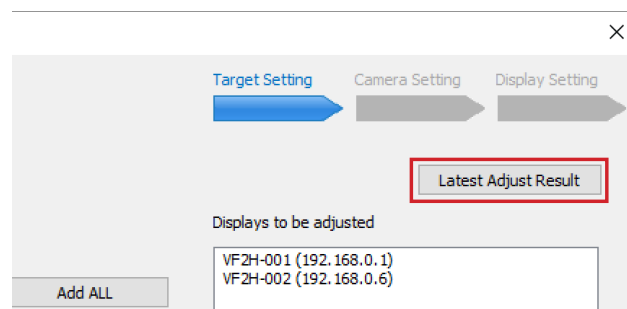 Target Setting
Camera Setting
Display Setting
Latest Adjust Result
Displays to be adjusted
VF2H-001 (192.168.0.1)
VF2H-002 (192.168.0.6)
Add ALL